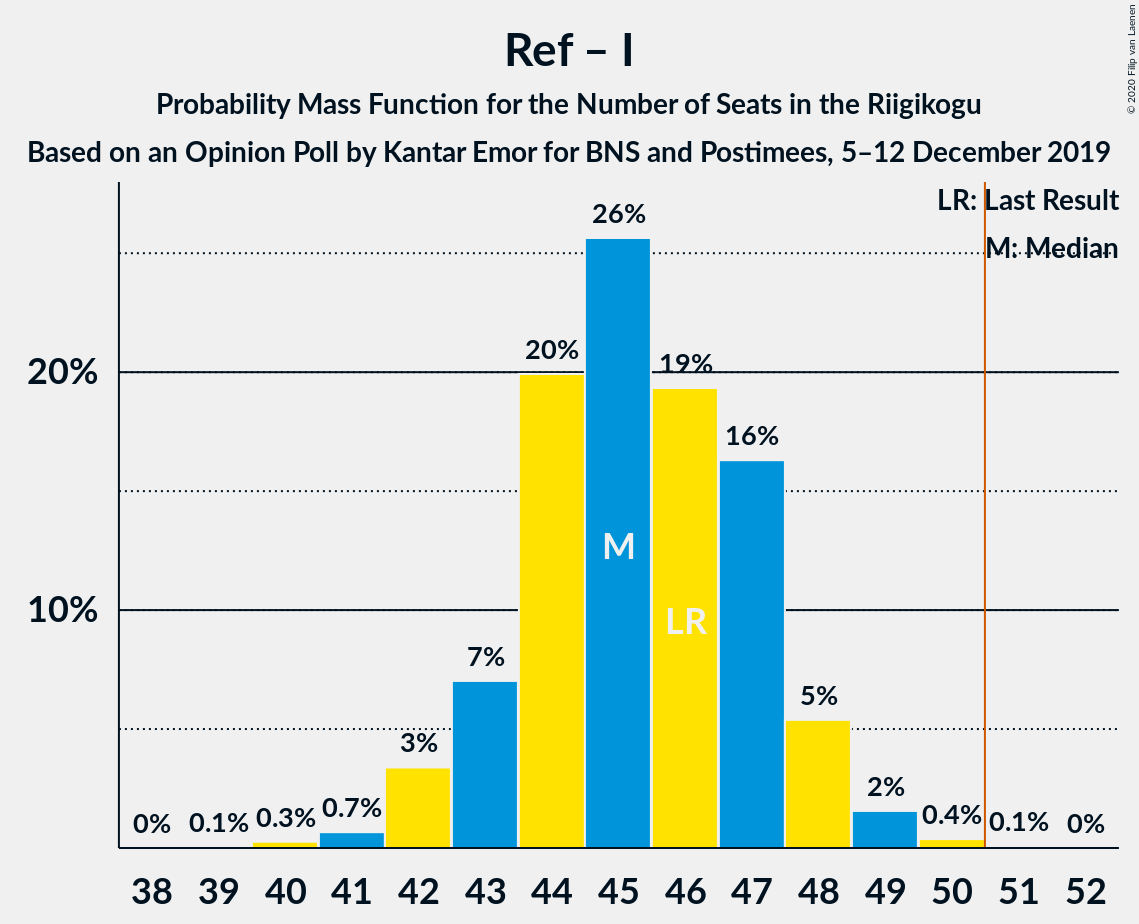 Ref – I
Probability Mass Function for the Number of Seats in the Riigikogu
Based on an Opinion Poll by Kantar Emor for BNS and Postimees, 5–12 December 2019
© 2020 Filip van Laenen
LR: Last Result
M: Median
20%
10%
0%
0.1%
0.3%
0.7%
3%
7%
20%
26%
19%
16%
5%
2%
0.4%
0.1%
0%
M
LR
38 39 40 41 42 43 44 45 46 47 48 49 50 51 52